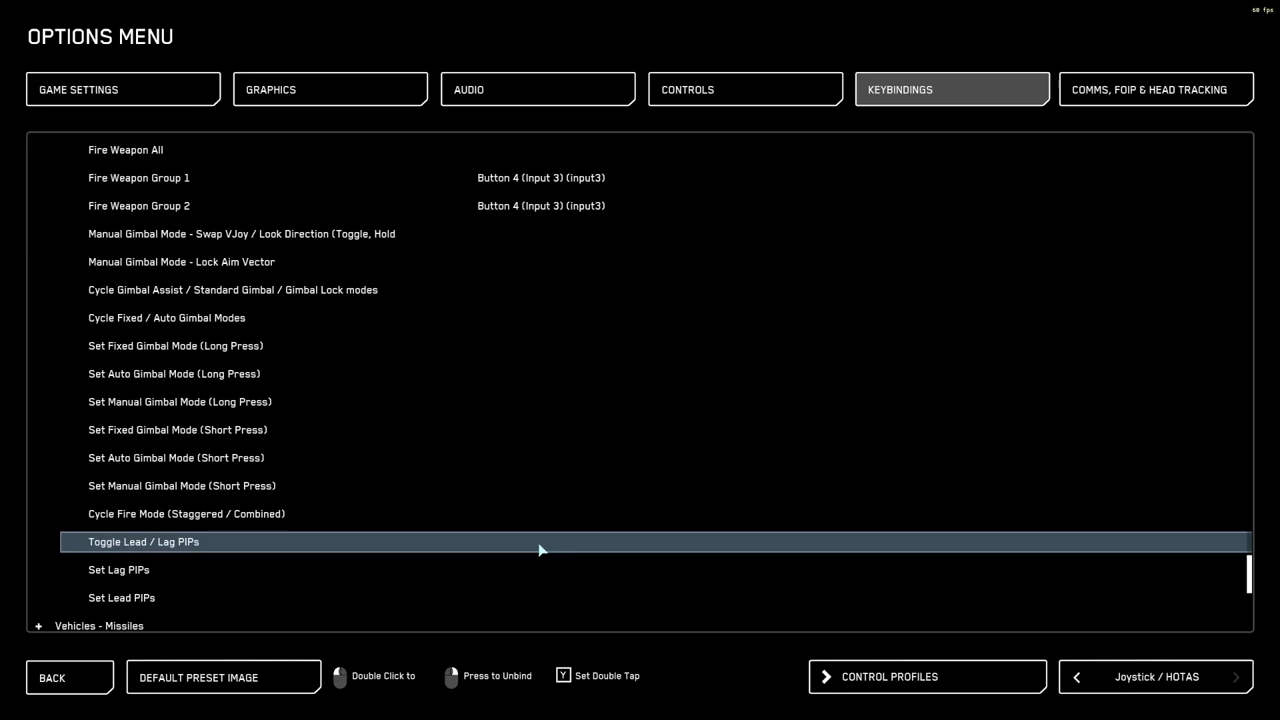 60 fps
OPTIONS MENU
GAME SETTINGS
GRAPHICS
AUDIO
CONTROLS
KEYBINDINGS
COMMS, FOIP & HEAD TRACKING
Fire Weapon All
Fire Weapon Group 1 Button 4 (Input 3) (input3)
Fire Weapon Group 2 Button 4 (Input 3) (input3)
Manual Gimbal Mode - Swap VJoy / Look Direction (Toggle, Hold
Manual Gimbal Mode - Lock Aim Vector
Cycle Gimbal Assist / Standard Gimbal / Gimbal Lock modes
Cycle Fixed / Auto Gimbal Modes
Set Fixed Gimbal Mode (Long Press)
Set Auto Gimbal Mode (Long Press)
Set Manual Gimbal Mode (Long Press)
Set Fixed Gimbal Mode (Short Press)
Set Auto Gimbal Mode (Short Press)
Set Manual Gimbal Mode (Short Press)
Cycle Fire Mode (Staggered / Combined)
Toggle Lead / Lag PIPs
Set Lag PIPs
Set Lead PIPs
+ Vehicles - Missiles
BACK
DEFAULT PRESET IMAGE
Double Click to
Press to Unbind
Y Set Double Tap
CONTROL PROFILES
Joystick / HOTAS